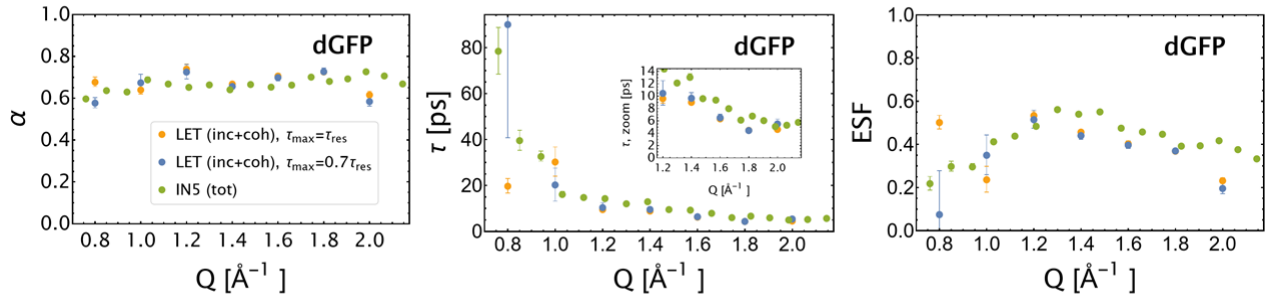 1.0
0.8
0.6
0.4
0.2
0.0
α
dGFP
LET (inc+coh), τmax=τres
LET (inc+coh), τmax=0.7τres
IN5 (tot)
0.8 1.0 1.2 1.4 1.6 1.8 2.0
Q [Å⁻¹ ]
80
60
40
20
0
τ [ps]
dGFP
14
12
10
8
6
4
2
0
τ, zoom [ps]
1.2 1.4 1.6 1.8 2.0
Q [Å⁻¹ ]
0.8 1.0 1.2 1.4 1.6 1.8 2.0
Q [Å⁻¹ ]
1.0
0.8
0.6
0.4
0.2
0.0
ESF
dGFP
0.8 1.0 1.2 1.4 1.6 1.8 2.0
Q [Å⁻¹ ]